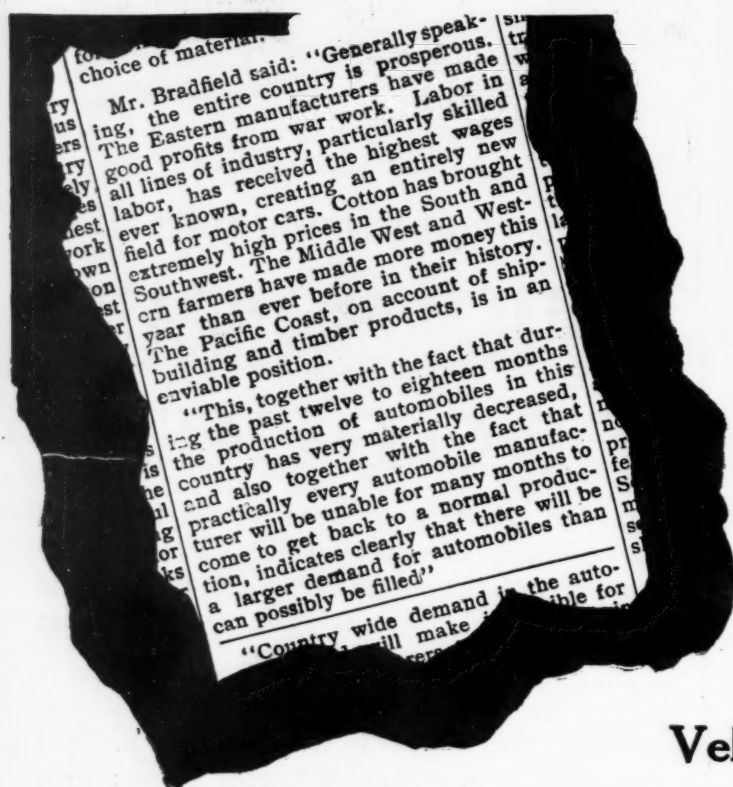 choice of material.
Mr. Bradfield said: "Generally speak-
ing, the entire country is prosperous.
The Eastern manufacturers have made
good profits from war work. Labor in
all lines of industry, particularly skilled
labor, has received the highest wages
ever known, creating an entirely new
field for motor cars. Cotton has brought
extremely high prices in the South and
Southwest. The Middle West and West-
ern farmers have made more money this
year than ever before in their history.
The Pacific Coast, on account of ship-
building and timber products, is in an
enviable position.
"This, together with the fact that dur-
ing the past twelve to eighteen months
the production of automobiles in this
country has very materially decreased,
and also together with the fact that
practically every automobile manufac-
turer will be unable for many months to
come to get back to a normal produc-
tion, indicates clearly that there will be
a larger demand for automobiles than
can possibly be filled"
"Country wide demand in the auto-
will make
Vel